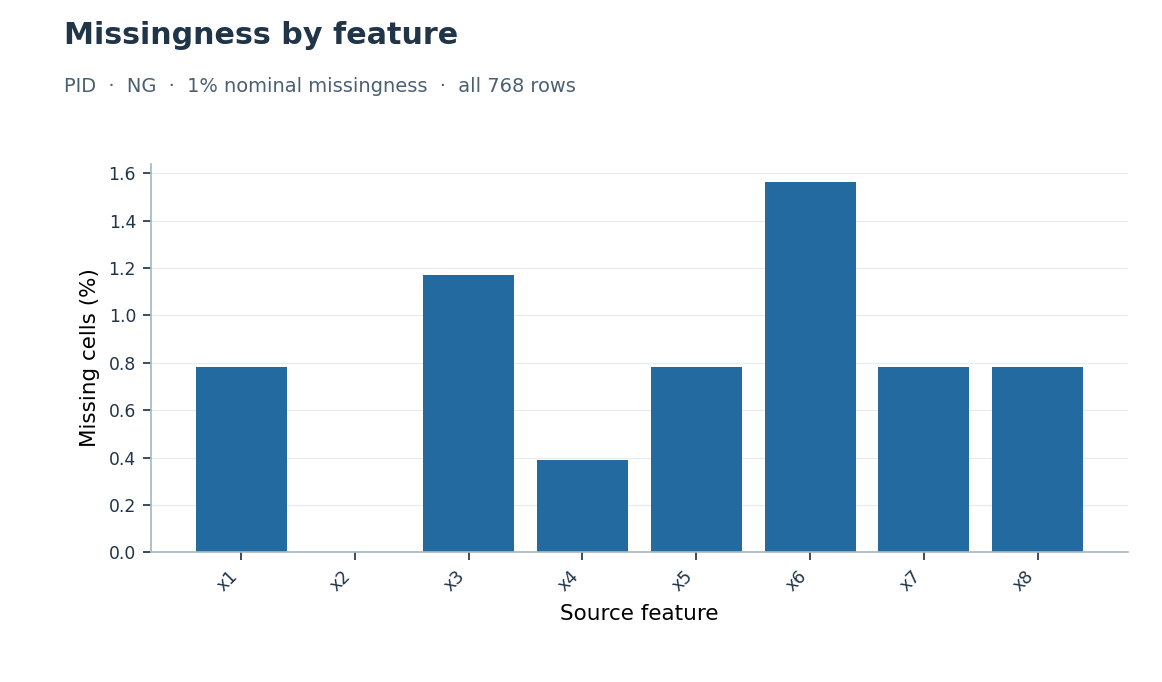 Missingness by feature
PID · NG · 1% nominal missingness · all 768 rows
Missing cells (%)
1.6
1.4
1.2
1.0
0.8
0.6
0.4
0.2
0.0
x1 x2 x3 x4 x5 x6 x7 x8
Source feature